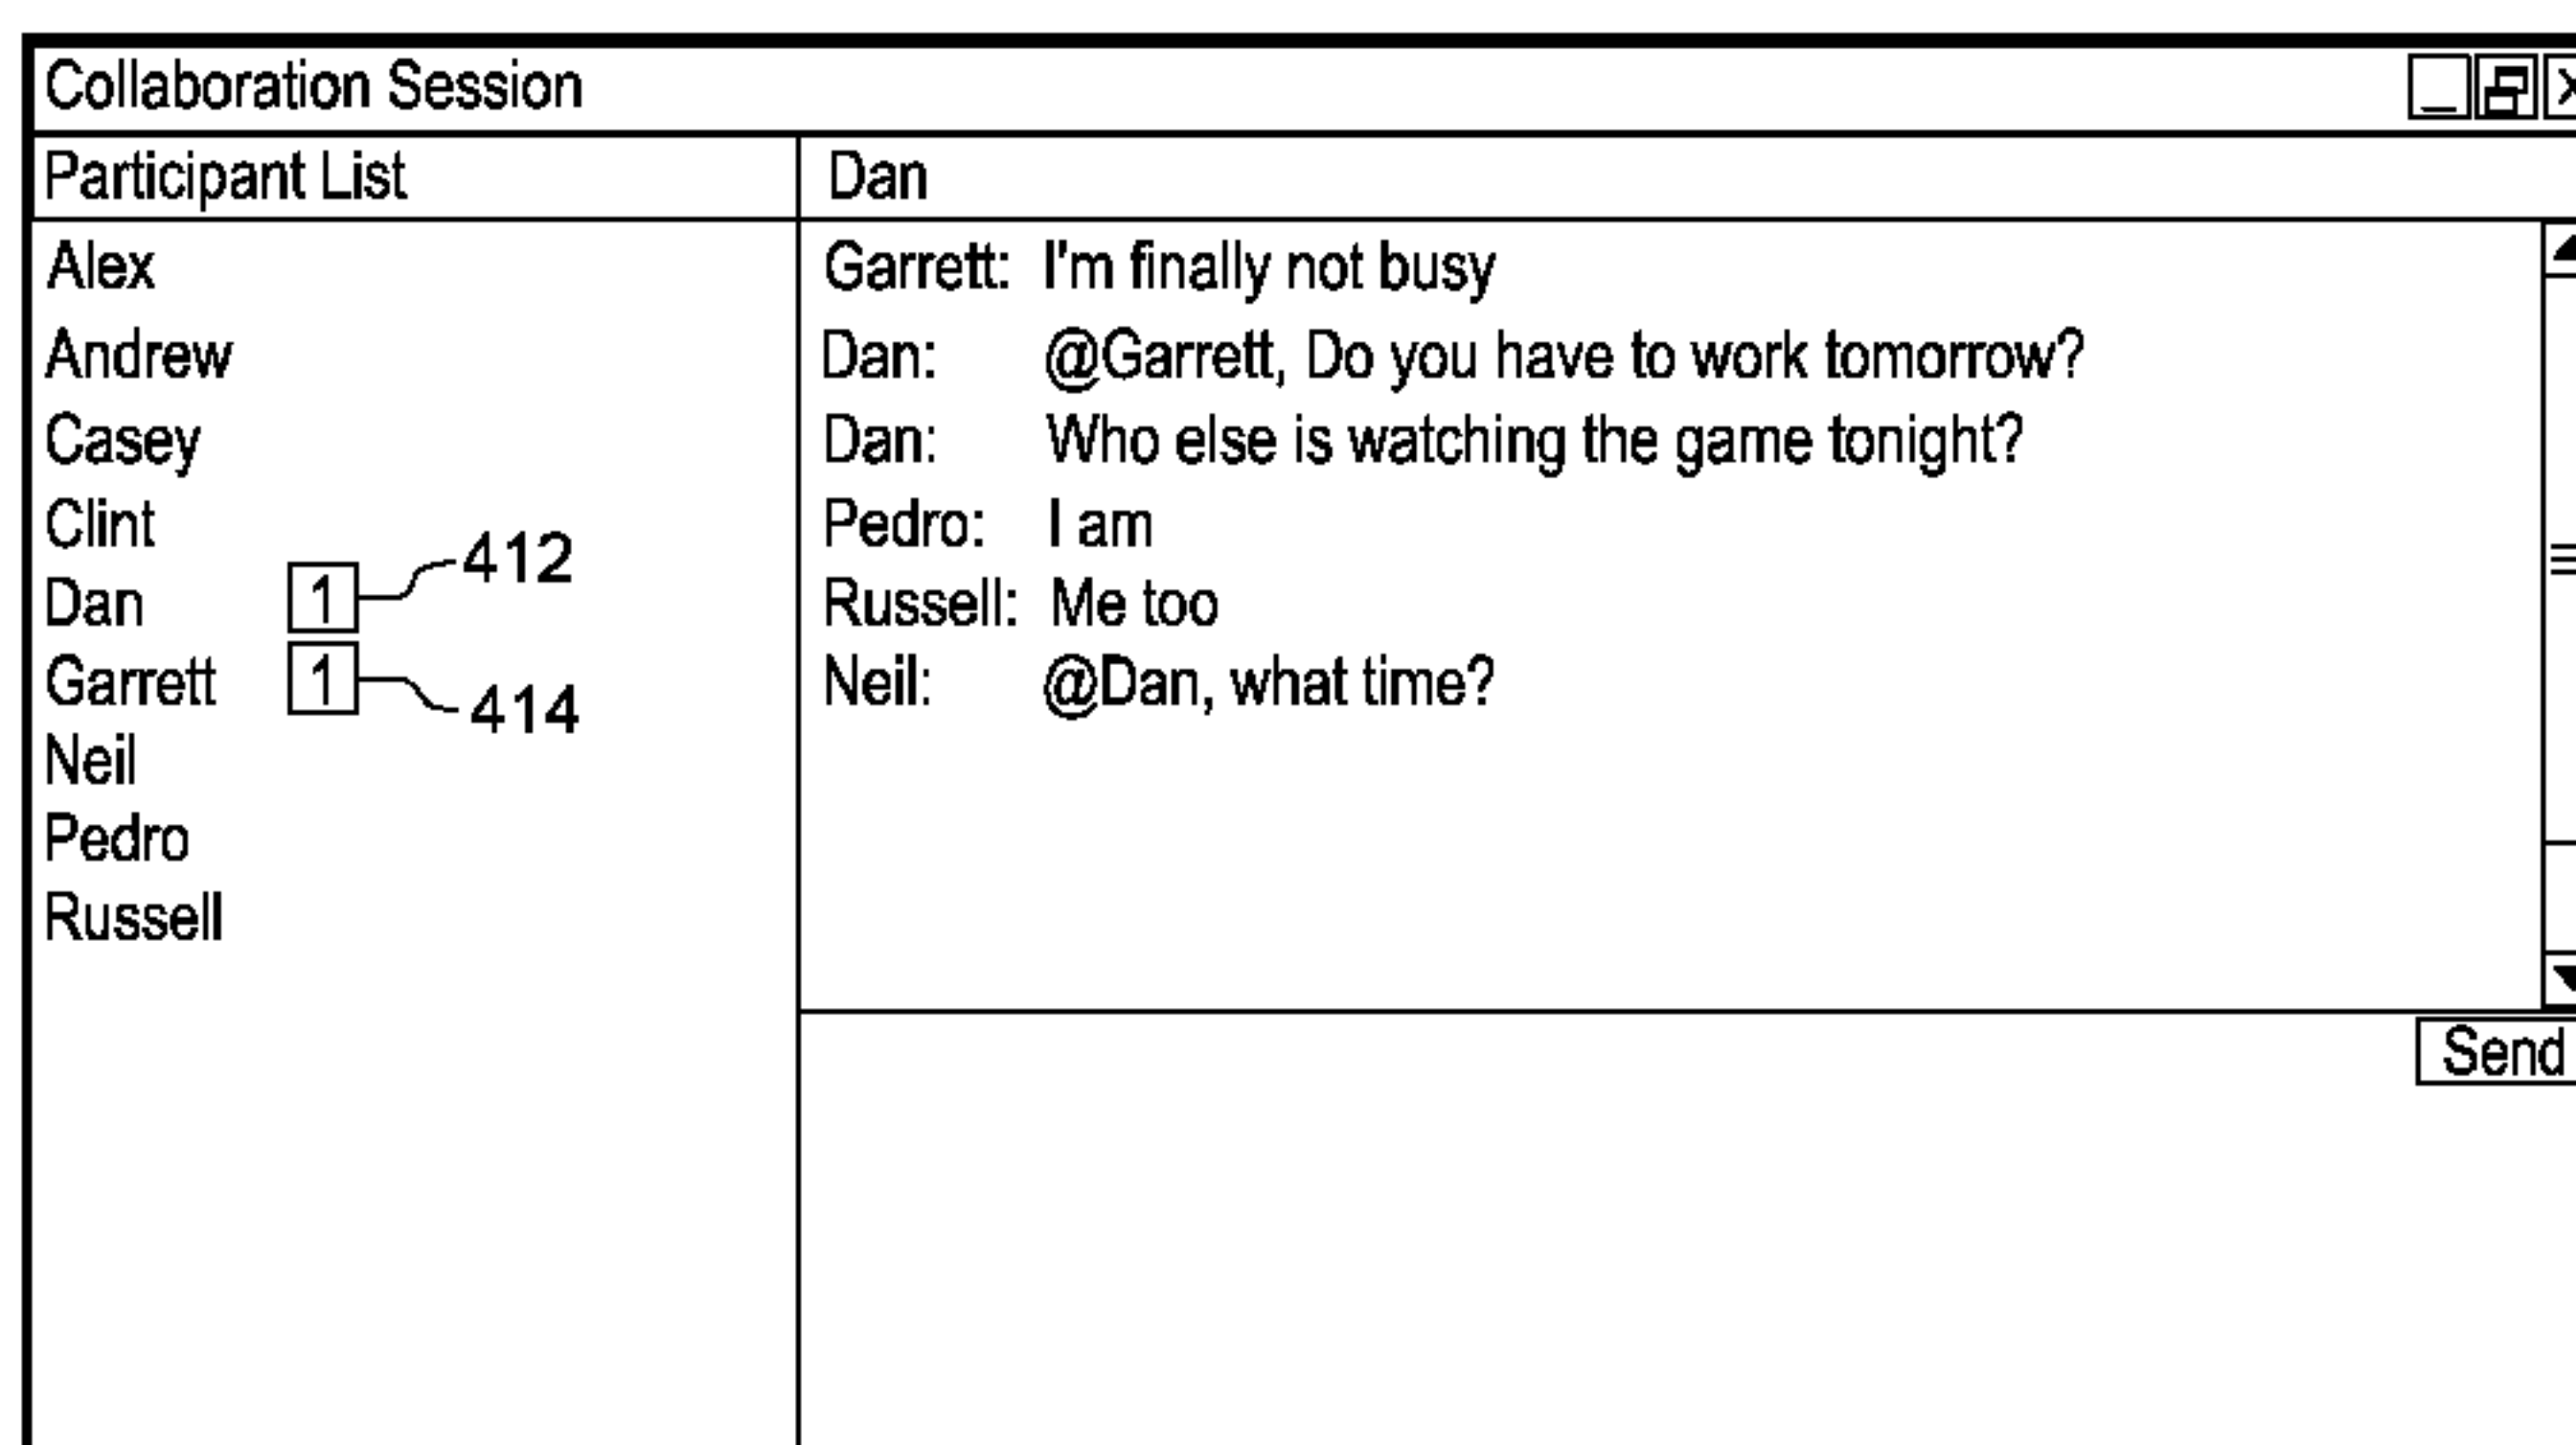 Collaboration Session
Participant List
Alex
Andrew
Casey
Clint
Dan 1 412
Garrett 1 414
Neil
Pedro
Russell
Dan
Garrett: I'm finally not busy
Dan: @Garrett, Do you have to work tomorrow?
Dan: Who else is watching the game tonight?
Pedro: I am
Russell: Me too
Neil: @Dan, what time?
Send